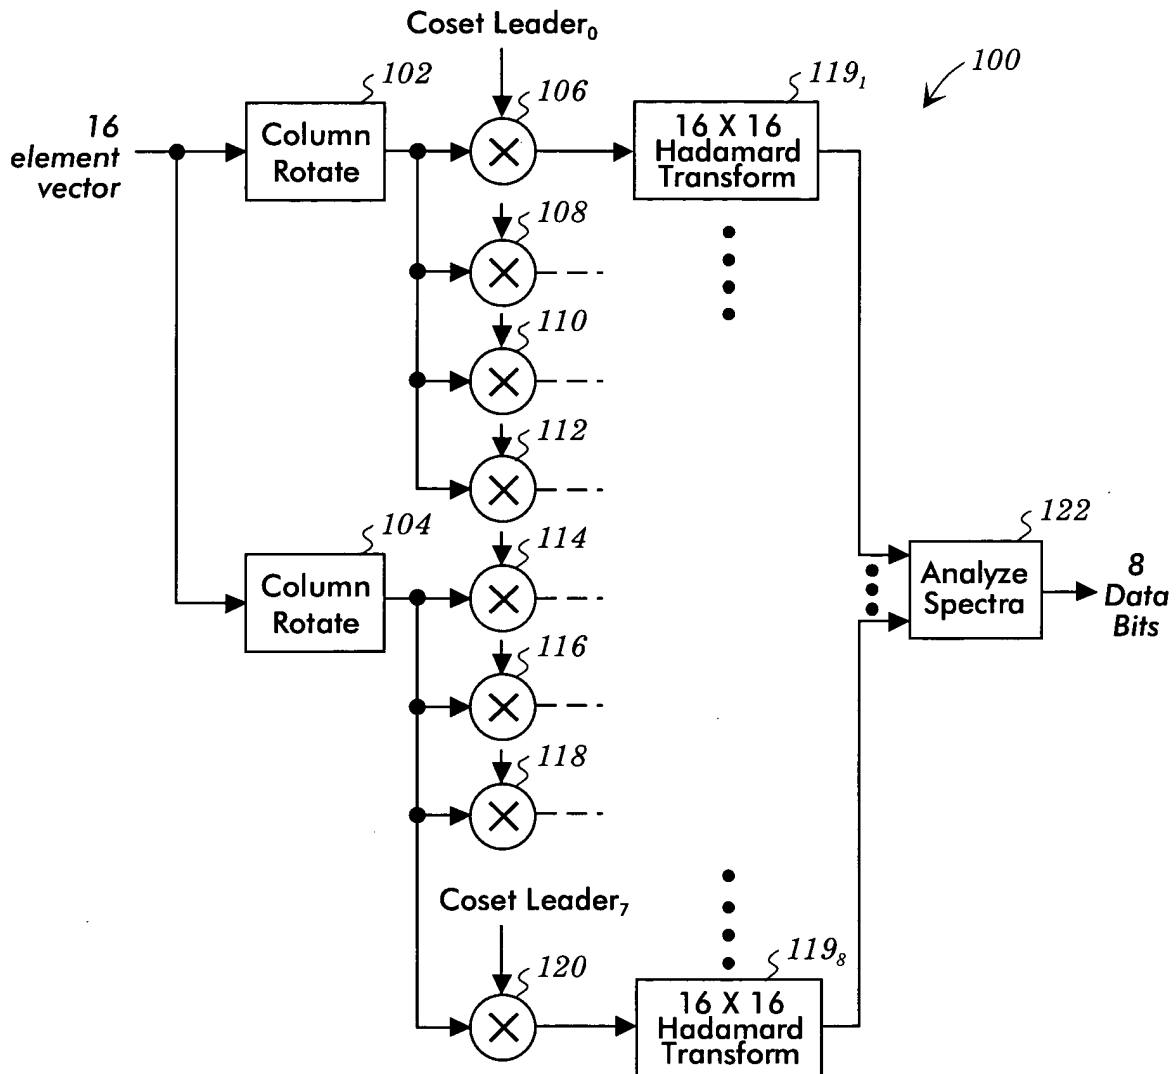 Coset Leader₀
100
102
106
119₁
16
element
vector
Column
Rotate
16 X 16
Hadamard
Transform
108
110
112
104
114
122
Column
Rotate
Analyze
Spectra
8
Data
Bits
116
118
Coset Leader₇
120
119₈
16 X 16
Hadamard
Transform